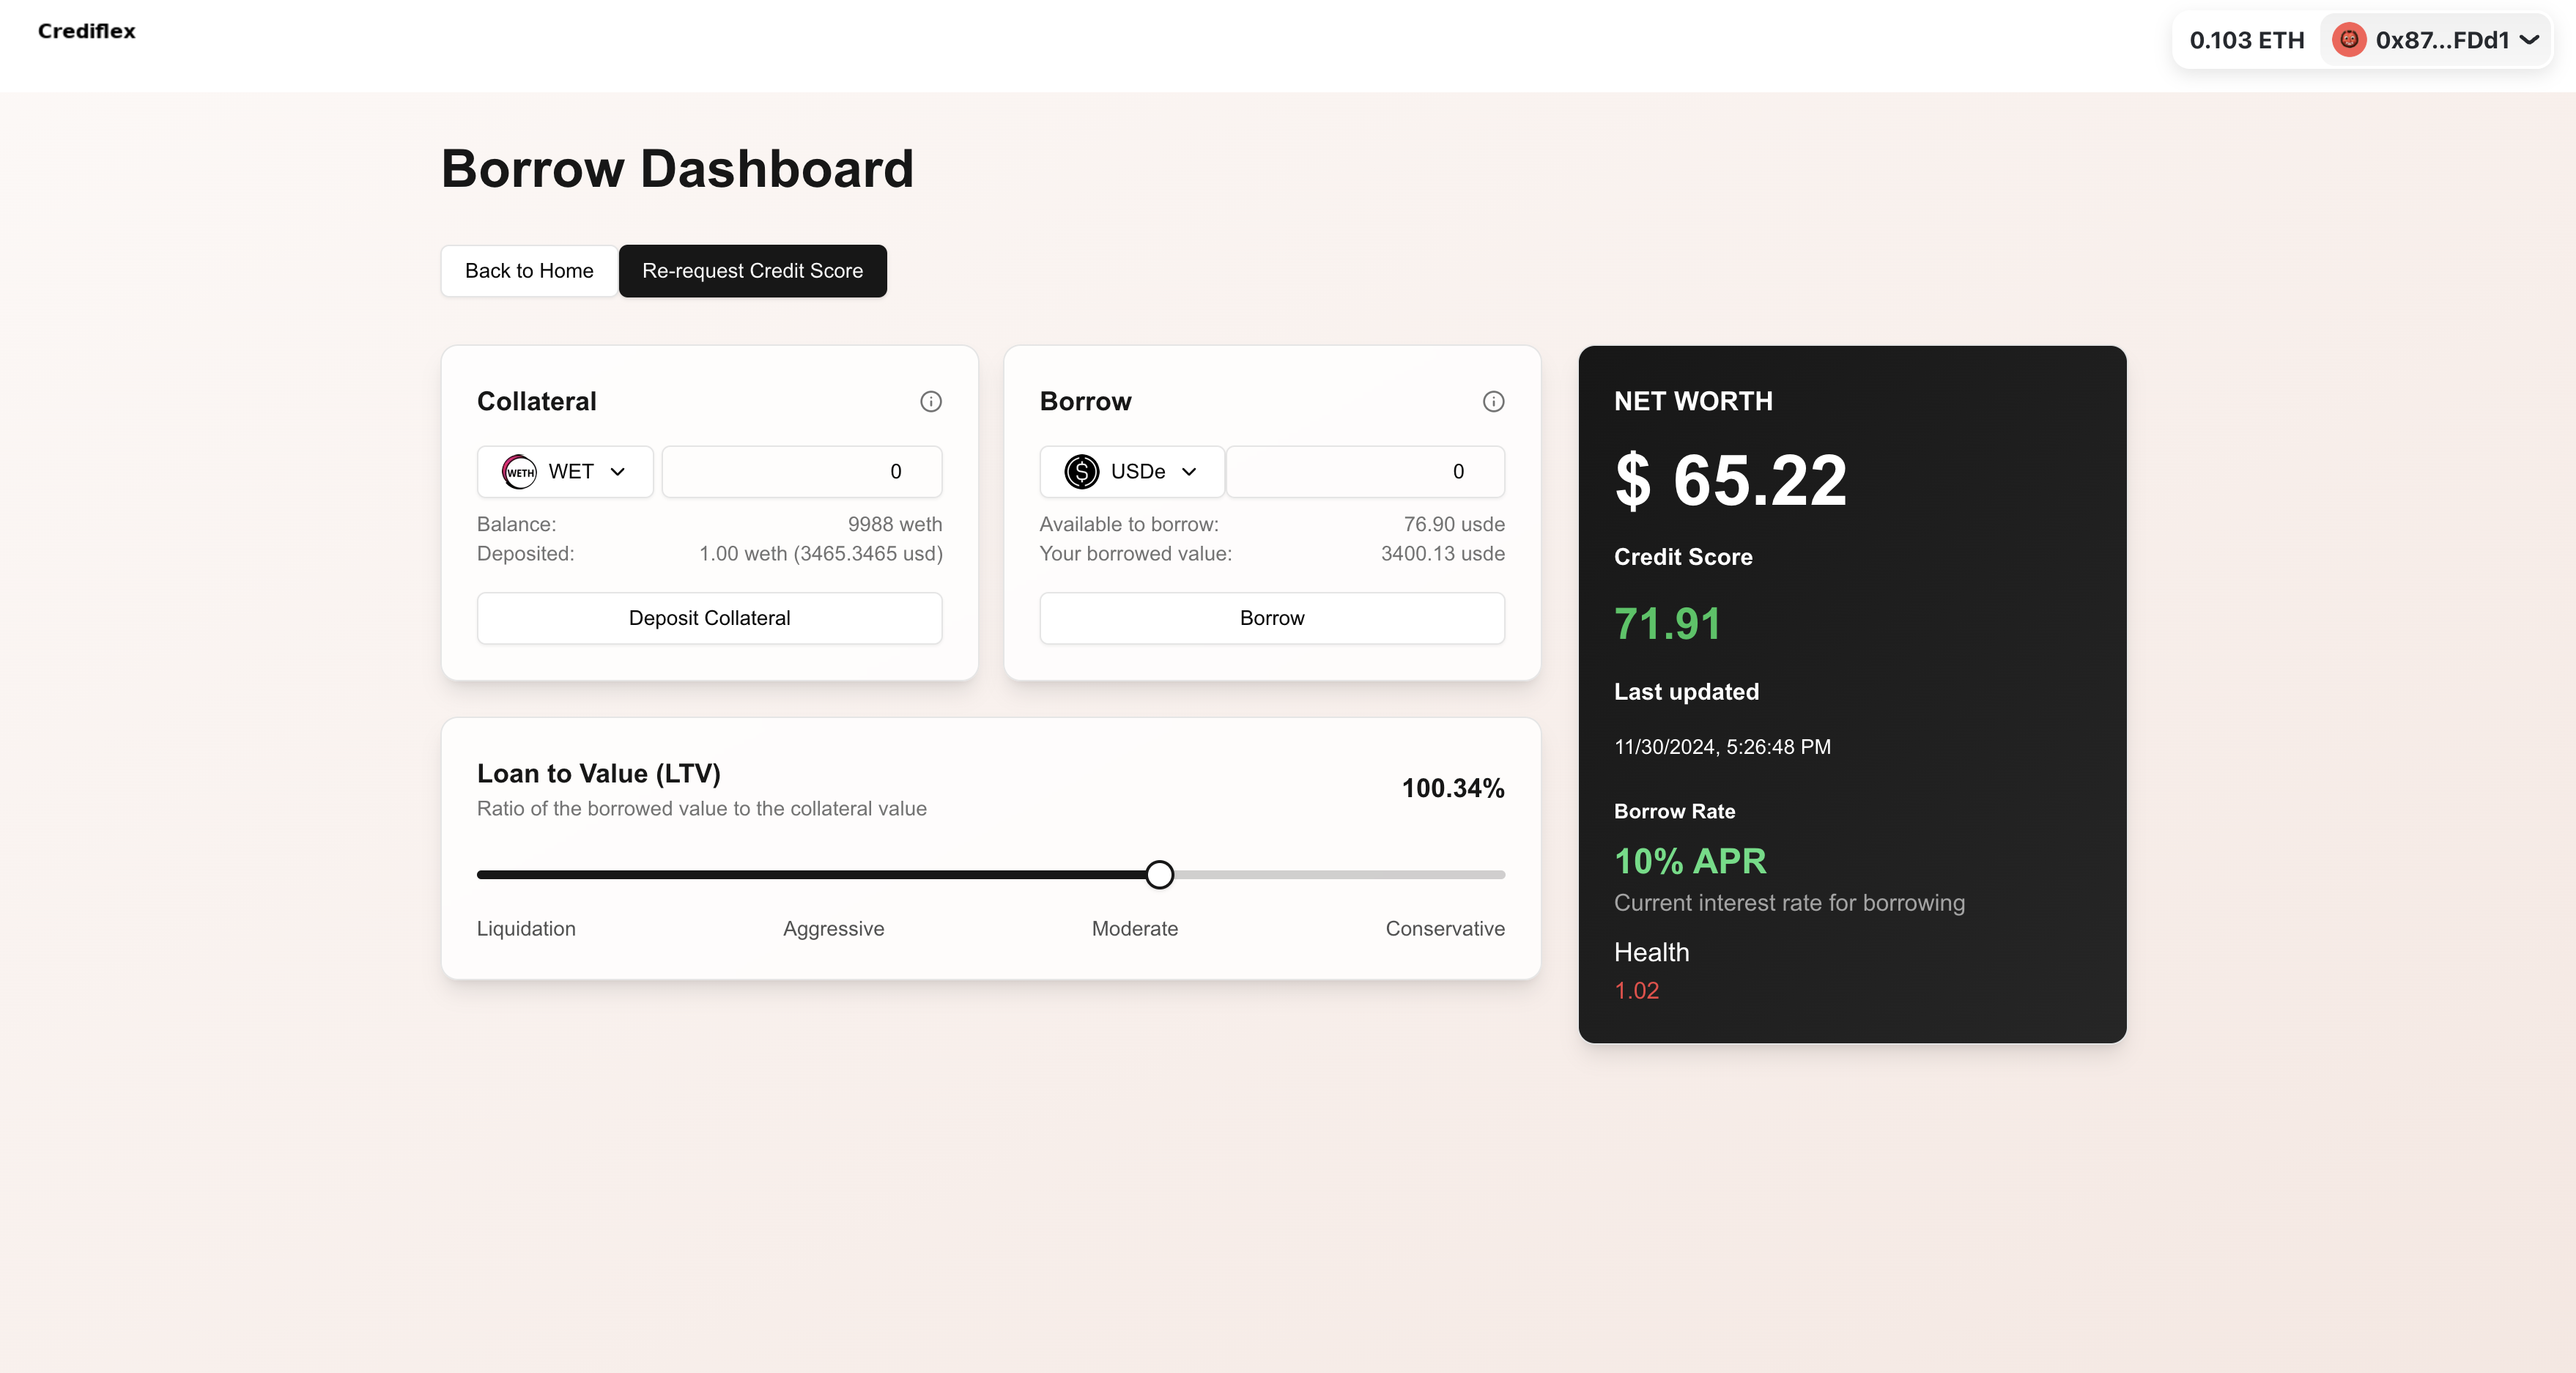 Crediflex
0.103 ETH
0x87...FDd1
Borrow Dashboard
Back to Home
Re-request Credit Score
Collateral
WETH WET
0
Balance: 9988 weth
Deposited: 1.00 weth (3465.3465 usd)
Deposit Collateral
Borrow
USDe
0
Available to borrow: 76.90 usde
Your borrowed value: 3400.13 usde
Borrow
Loan to Value (LTV)
Ratio of the borrowed value to the collateral value
100.34%
Liquidation Aggressive Moderate Conservative
NET WORTH
$ 65.22
Credit Score
71.91
Last updated
11/30/2024, 5:26:48 PM
Borrow Rate
10% APR
Current interest rate for borrowing
Health
1.02